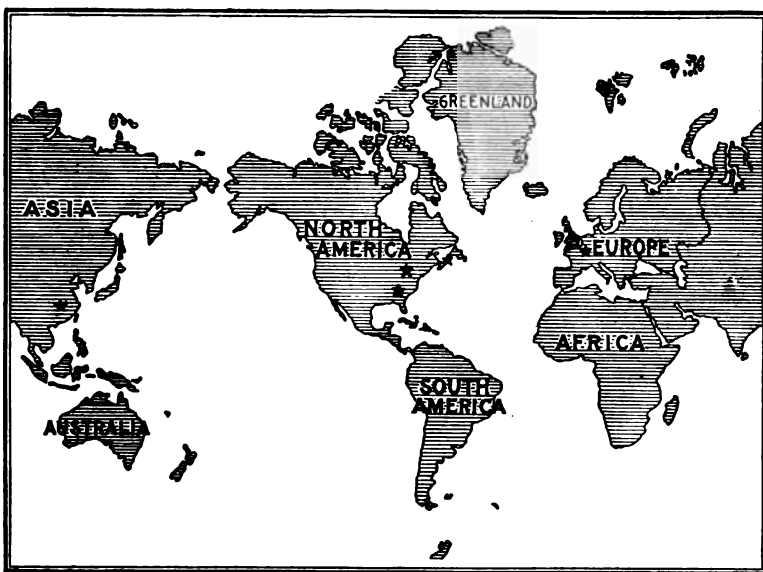 GREENLAND
ASIA
NORTH
AMERICA
EUROPE
AFRICA
SOUTH
AMERICA
AUSTRALIA